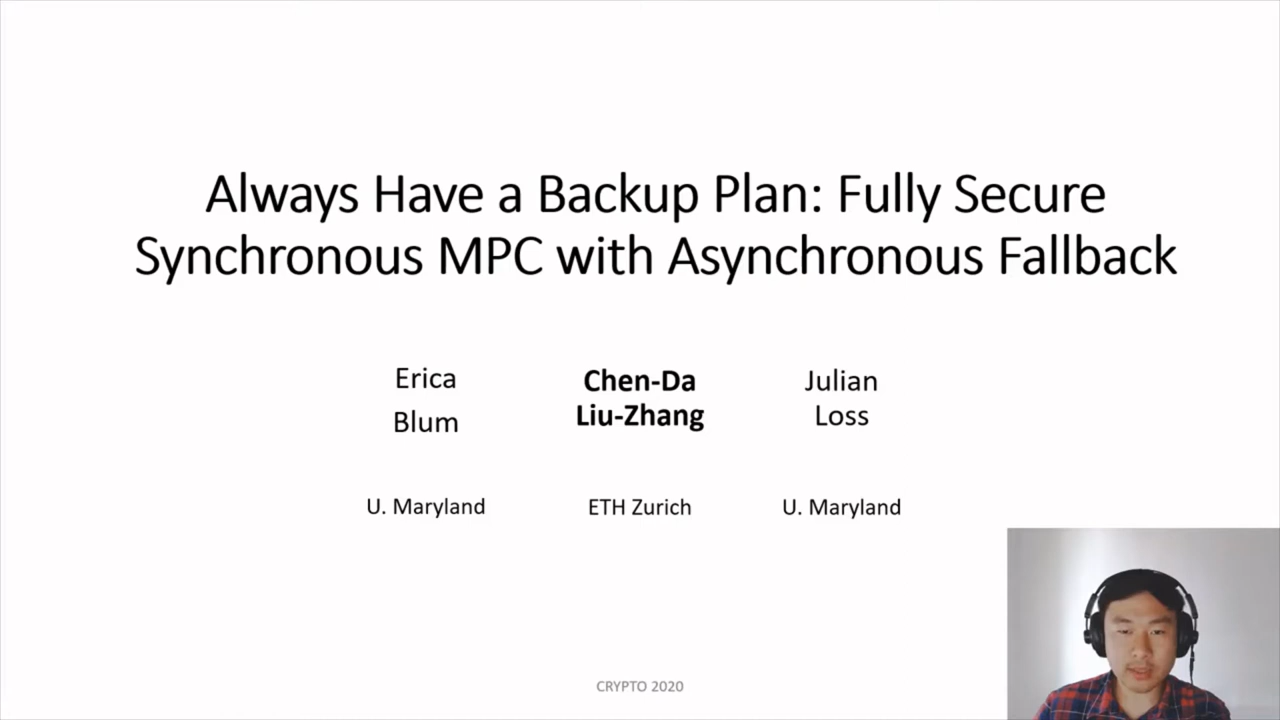 Always Have a Backup Plan: Fully Secure
Synchronous MPC with Asynchronous Fallback
Erica
Blum
Chen-Da
Liu-Zhang
Julian
Loss
U. Maryland
ETH Zurich
U. Maryland
CRYPTO 2020